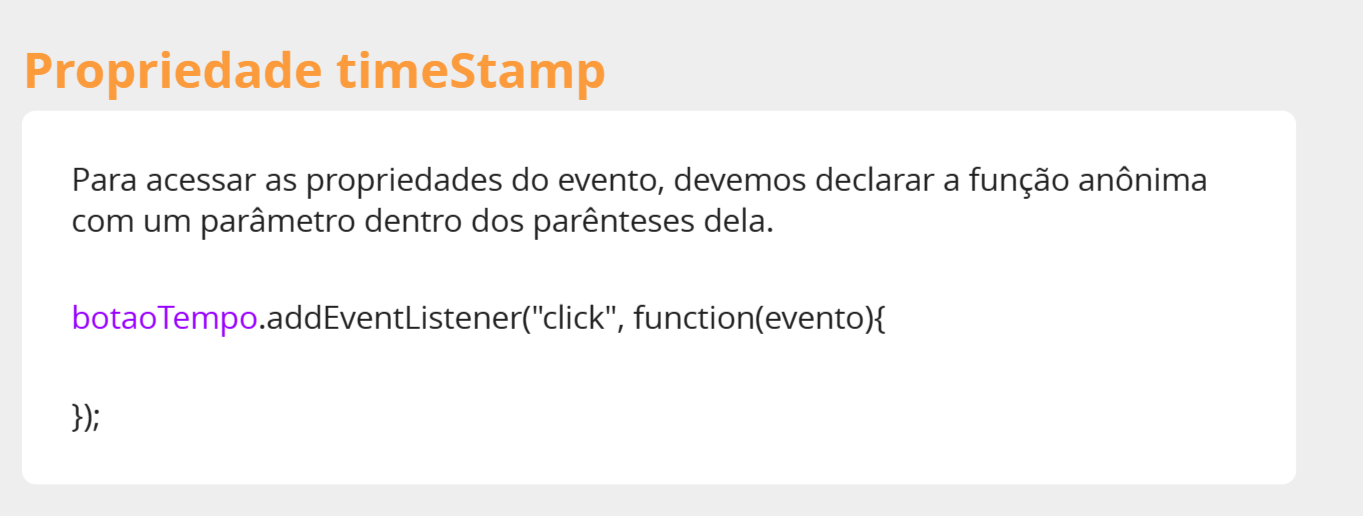 Propriedade timeStamp
Para acessar as propriedades do evento, devemos declarar a função anônima
com um parâmetro dentro dos parênteses dela.
botaoTempo.addEventListener("click", function(evento){
});